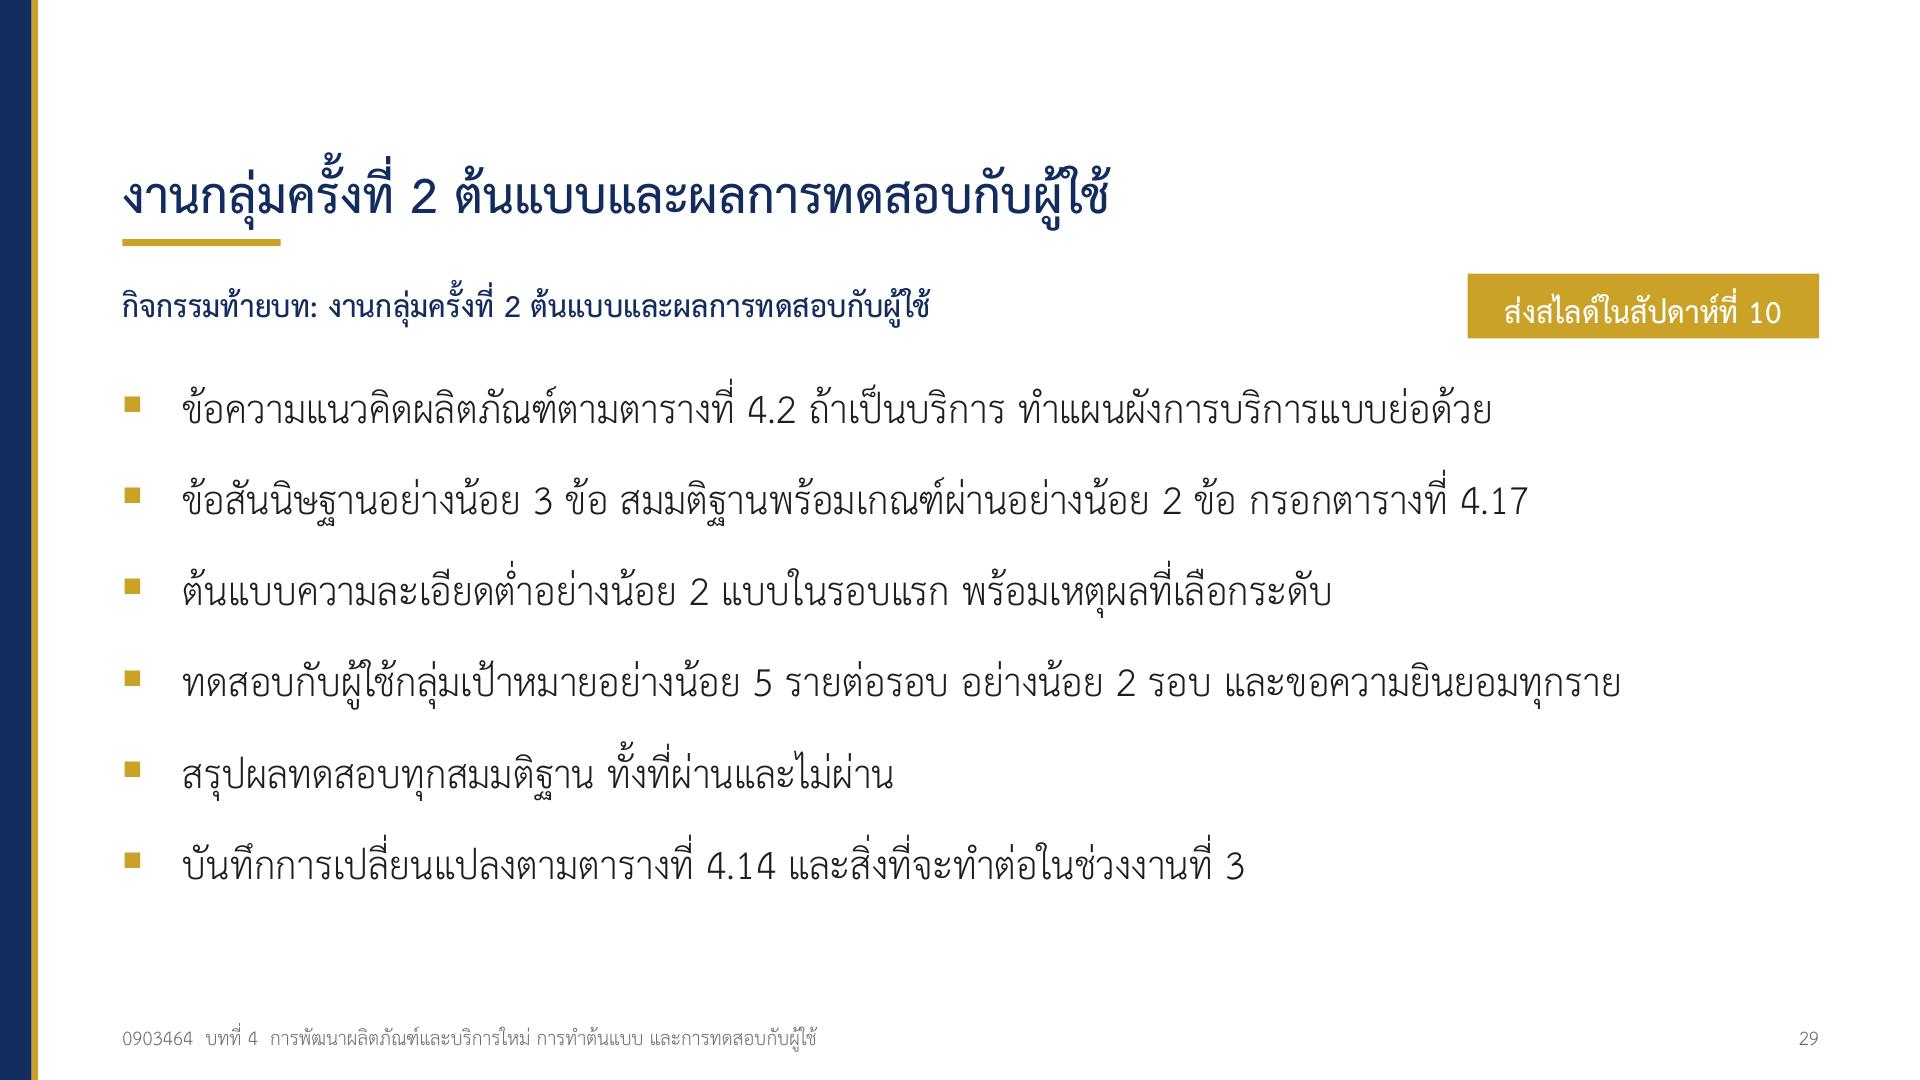 งานกลุ่มครั้งที่ 2 ต้นแบบและผลการทดสอบกับผู้ใช้
กิจกรรมท้ายบท: งานกลุ่มครั้งที่ 2 ต้นแบบและผลการทดสอบกับผู้ใช้
ส่งสไลด์ในสัปดาห์ที่ 10
ข้อความแนวคิดผลิตภัณฑ์ตามตารางที่ 4.2 ถ้าเป็นบริการ ทำแผนผังการบริการแบบย่อด้วย
ข้อสันนิษฐานอย่างน้อย 3 ข้อ สมมติฐานพร้อมเกณฑ์ผ่านอย่างน้อย 2 ข้อ กรอกตารางที่ 4.17
ต้นแบบความละเอียดต่ำอย่างน้อย 2 แบบในรอบแรก พร้อมเหตุผลที่เลือกระดับ
ทดสอบกับผู้ใช้กลุ่มเป้าหมายอย่างน้อย 5 รายต่อรอบ อย่างน้อย 2 รอบ และขอความยินยอมทุกราย
สรุปผลทดสอบทุกสมมติฐาน ทั้งที่ผ่านและไม่ผ่าน
บันทึกการเปลี่ยนแปลงตามตารางที่ 4.14 และสิ่งที่จะทำต่อในช่วงงานที่ 3
0903464 บทที่ 4 การพัฒนาผลิตภัณฑ์และบริการใหม่ การทำต้นแบบ และการทดสอบกับผู้ใช้
29